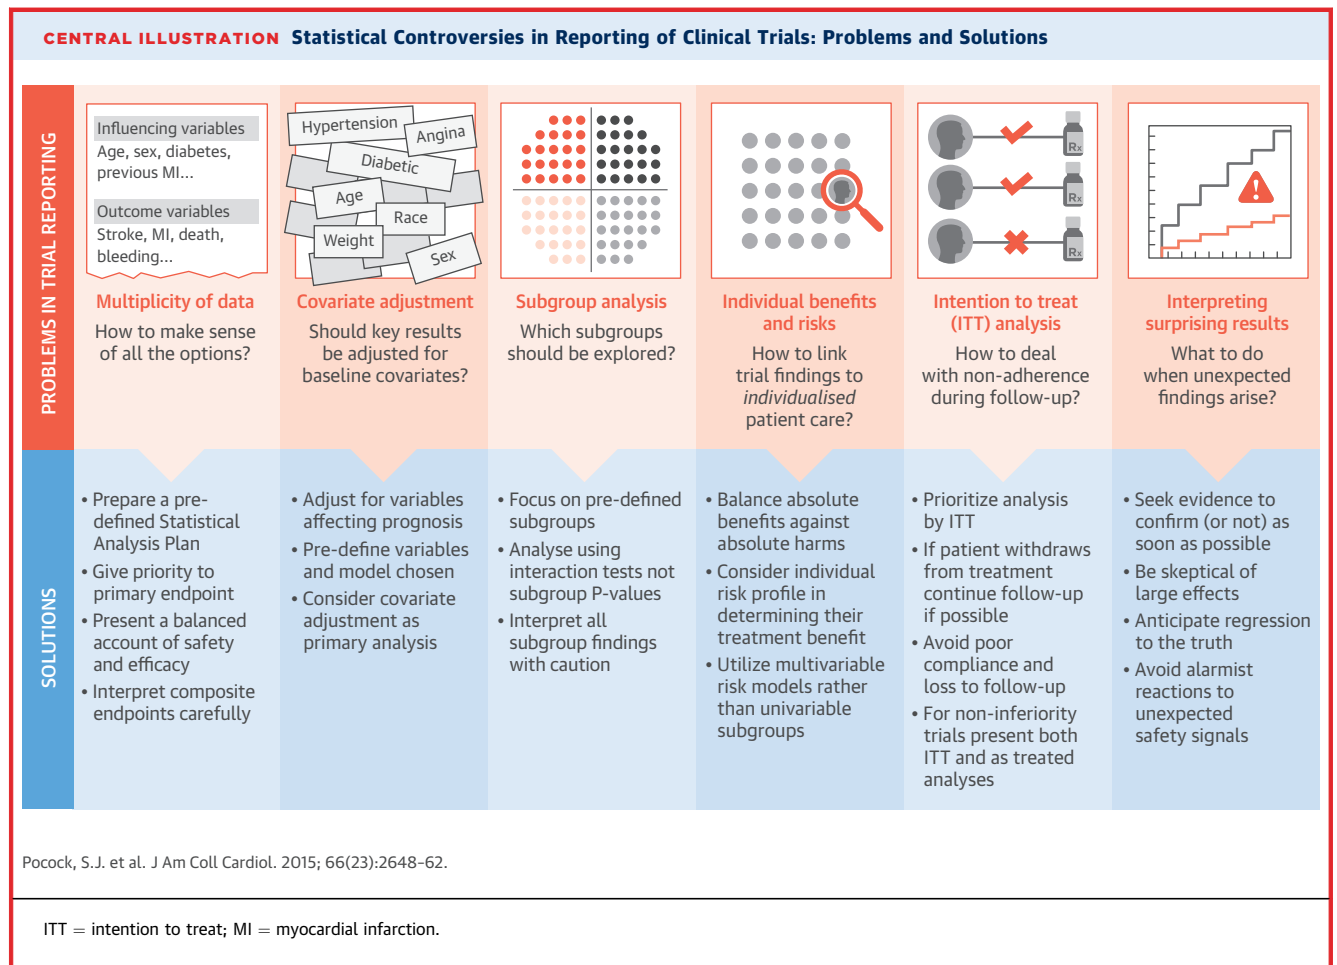 CENTRAL ILLUSTRATION Statistical Controversies in Reporting of Clinical Trials: Problems and Solutions
PROBLEMS IN TRIAL REPORTING
Influencing variables
Age, sex, diabetes,
previous MI...
Outcome variables
Stroke, MI, death,
bleeding...
Multiplicity of data
How to make sense
of all the options?
Hypertension
Angina
Diabetic
Age
Race
Weight
Sex
Covariate adjustment
Should key results
be adjusted for
baseline covariates?
Subgroup analysis
Which subgroups
should be explored?
Individual benefits
and risks
How to link
trial findings to
individualised
patient care?
Rx
Rx
Rx
Intention to treat
(ITT) analysis
How to deal
with non-adherence
during follow-up?
Interpreting
surprising results
What to do
when unexpected
findings arise?
SOLUTIONS
• Prepare a pre-
defined Statistical
Analysis Plan
• Give priority to
primary endpoint
• Present a balanced
account of safety
and efficacy
• Interpret composite
endpoints carefully
• Adjust for variables
affecting prognosis
• Pre-define variables
and model chosen
• Consider covariate
adjustment as
primary analysis
• Focus on pre-defined
subgroups
• Analyse using
interaction tests not
subgroup P-values
• Interpret all
subgroup findings
with caution
• Balance absolute
benefits against
absolute harms
• Consider individual
risk profile in
determining their
treatment benefit
• Utilize multivariable
risk models rather
than univariable
subgroups
• Prioritize analysis
by ITT
• If patient withdraws
from treatment
continue follow-up
if possible
• Avoid poor
compliance and
loss to follow-up
• For non-inferiority
trials present both
ITT and as treated
analyses
• Seek evidence to
confirm (or not) as
soon as possible
• Be skeptical of
large effects
• Anticipate regression
to the truth
• Avoid alarmist
reactions to
unexpected
safety signals
Pocock, S.J. et al. J Am Coll Cardiol. 2015; 66(23):2648-62.
ITT = intention to treat; MI = myocardial infarction.